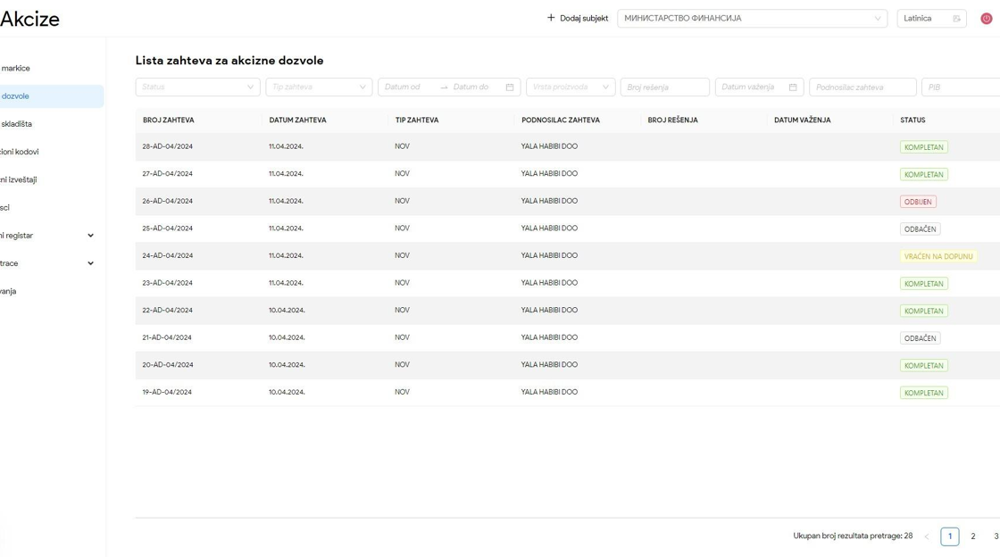 Akcize
Dodaj subjekt
МИНИСТАРСТВО ФИНАНСИЈА
Latinica
markice
dozvole
skladišta
cioni kodovi
ni izveštaji
sci
ni registar
trace
vanja
Lista zahteva za akcizne dozvole
Status Tip zahteva Datum od Datum do Vrsta proizvoda Broj rešenja Datum važenja Podnosilac zahteva PIB
BROJ ZAHTEVA DATUM ZAHTEVA TIP ZAHTEVA PODNOSILAC ZAHTEVA BROJ REŠENJA DATUM VAŽENJA STATUS
28-AD-04/2024 11.04.2024. NOV YALA HABIBI DOO KOMPLETAN
27-AD-04/2024 11.04.2024. NOV YALA HABIBI DOO KOMPLETAN
26-AD-04/2024 11.04.2024. NOV YALA HABIBI DOO ODBIJEN
25-AD-04/2024 11.04.2024. NOV YALA HABIBI DOO ODBAČEN
24-AD-04/2024 11.04.2024. NOV YALA HABIBI DOO VRAĆEN NA DOPUNU
23-AD-04/2024 11.04.2024. NOV YALA HABIBI DOO KOMPLETAN
22-AD-04/2024 10.04.2024. NOV YALA HABIBI DOO KOMPLETAN
21-AD-04/2024 10.04.2024. NOV YALA HABIBI DOO ODBAČEN
20-AD-04/2024 10.04.2024. NOV YALA HABIBI DOO KOMPLETAN
19-AD-04/2024 10.04.2024. NOV YALA HABIBI DOO KOMPLETAN
Ukupan broj rezultata pretrage: 28 1 2 3